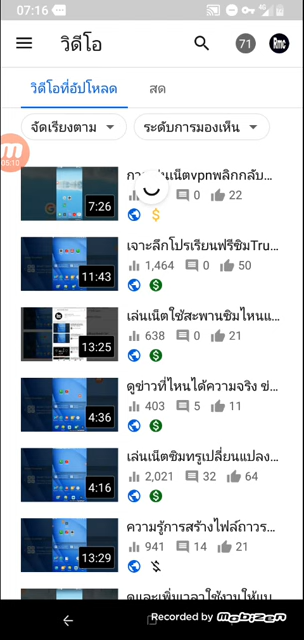 07:16
4G
วิดีโอ
71
Rmc
วิดีโอที่อัปโหลด
สด
จัดเรียงตาม
ระดับการมองเห็น
05:10
7:26
0
22
11:43
เจาะลึกโปรเรียนฟรีซิมTru...
1,464
0
50
13:25
เล่นเน็ตใช้สะพานซิมไหนแ...
638
0
21
4:36
ดูข่าวที่ไหนได้ความจริง ข่...
403
5
11
4:16
เล่นเน็ตซิมทรูเปลี่ยนแปลง...
2,021
32
64
13:29
ความรู้การสร้างไฟล์ถาวร...
941
14
21
Recorded by mobizen